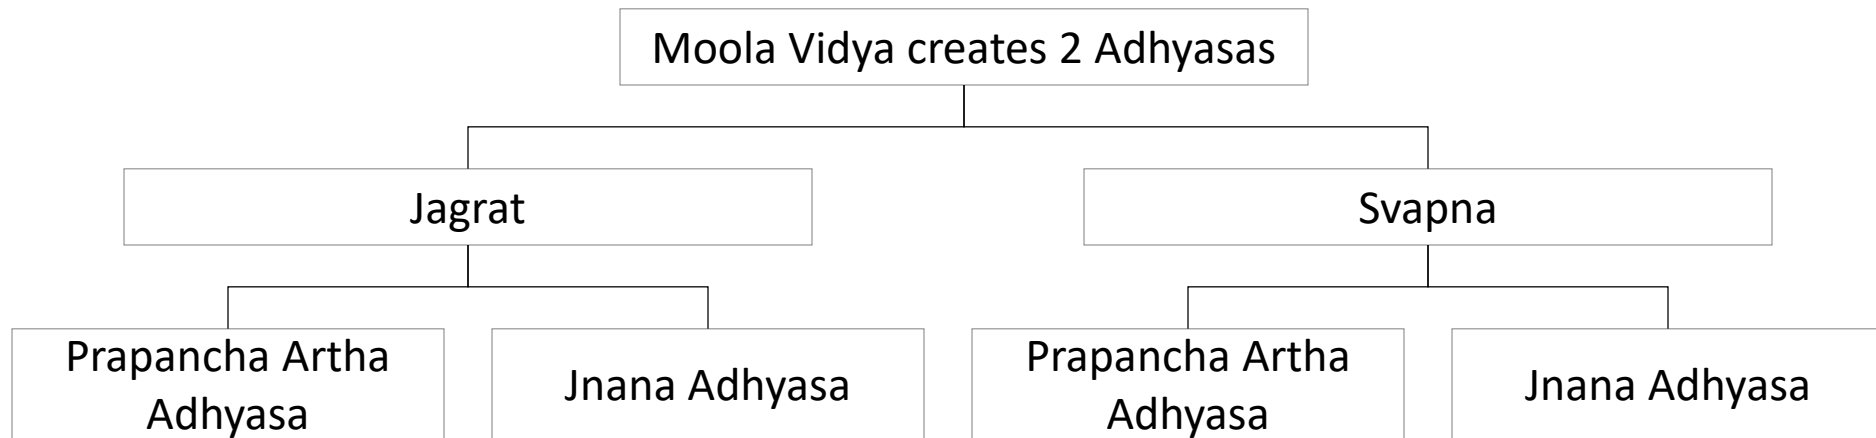 Moola Vidya creates 2 Adhyasas
Jagrat
Svapna
Prapancha Artha
Adhyasa
Jnana Adhyasa
Prapancha Artha
Adhyasa
Jnana Adhyasa